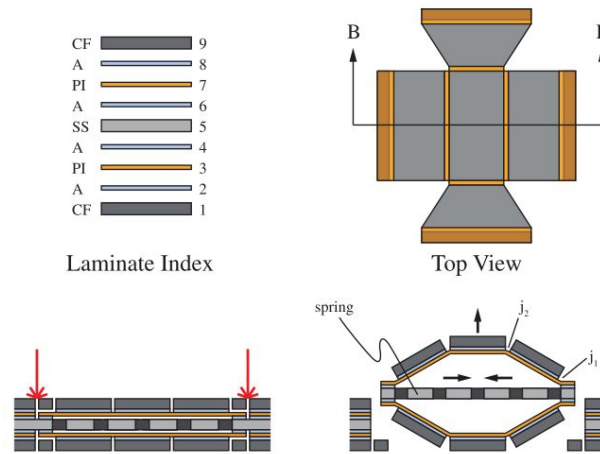 CF 9
A 8
PI 7
A 6
SS 5
A 4
PI 3
A 2
CF 1
Laminate Index
B
Top View
spring
j2
j1